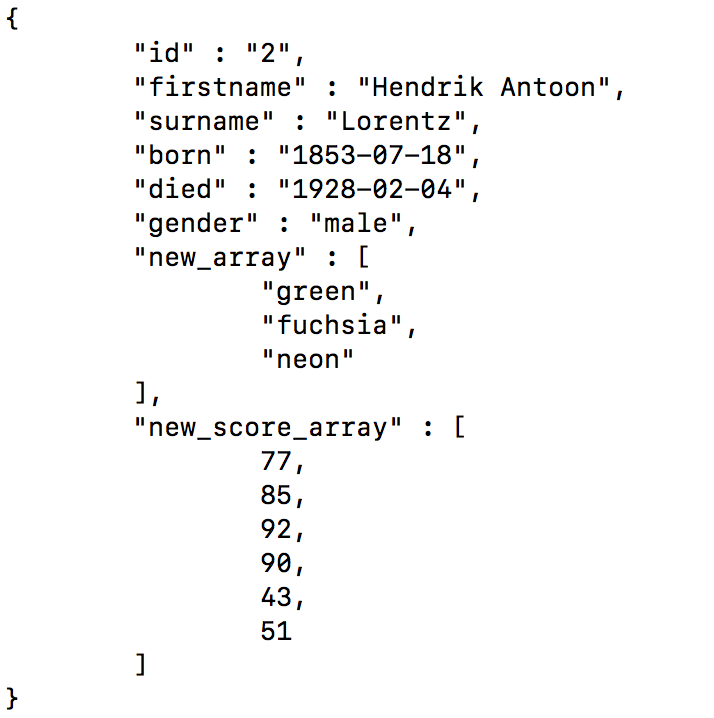 {
"id" : "2",
"firstname" : "Hendrik Antoon",
"surname" : "Lorentz",
"born" : "1853-07-18",
"died" : "1928-02-04",
"gender" : "male",
"new_array" : [
"green",
"fuchsia",
"neon"
],
"new_score_array" : [
77,
85,
92,
90,
43,
51
]
}